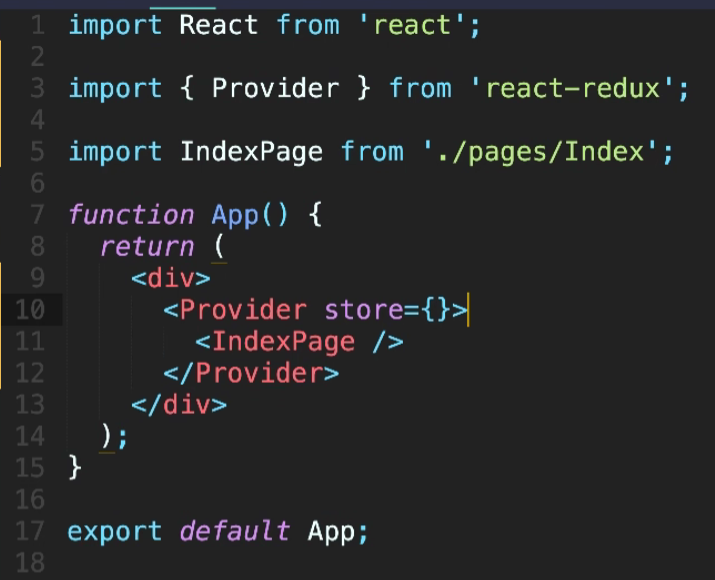 1 import React from 'react';
2
3 import { Provider } from 'react-redux';
4
5 import IndexPage from './pages/Index';
6
7 function App() {
8   return (
9     <div>
10       <Provider store={}>
11         <IndexPage />
12       </Provider>
13     </div>
14   );
15 }
16
17 export default App;
18